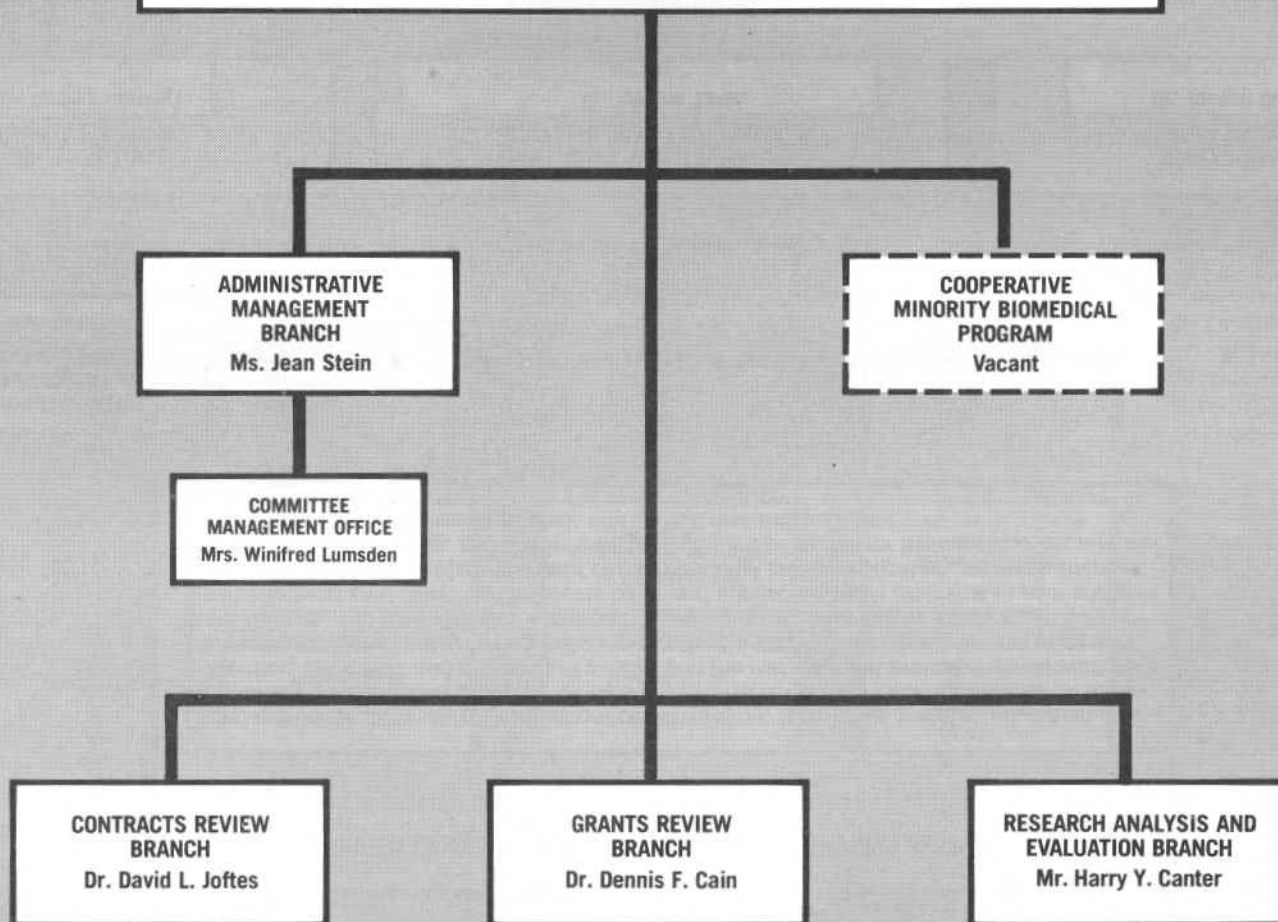 ADMINISTRATIVE
MANAGEMENT
BRANCH
Ms. Jean Stein
COOPERATIVE
MINORITY BIOMEDICAL
PROGRAM
Vacant
COMMITTEE
MANAGEMENT OFFICE
Mrs. Winifred Lumsden
CONTRACTS REVIEW
BRANCH
Dr. David L. Joftes
GRANTS REVIEW
BRANCH
Dr. Dennis F. Cain
RESEARCH ANALYSIS AND
EVALUATION BRANCH
Mr. Harry Y. Canter